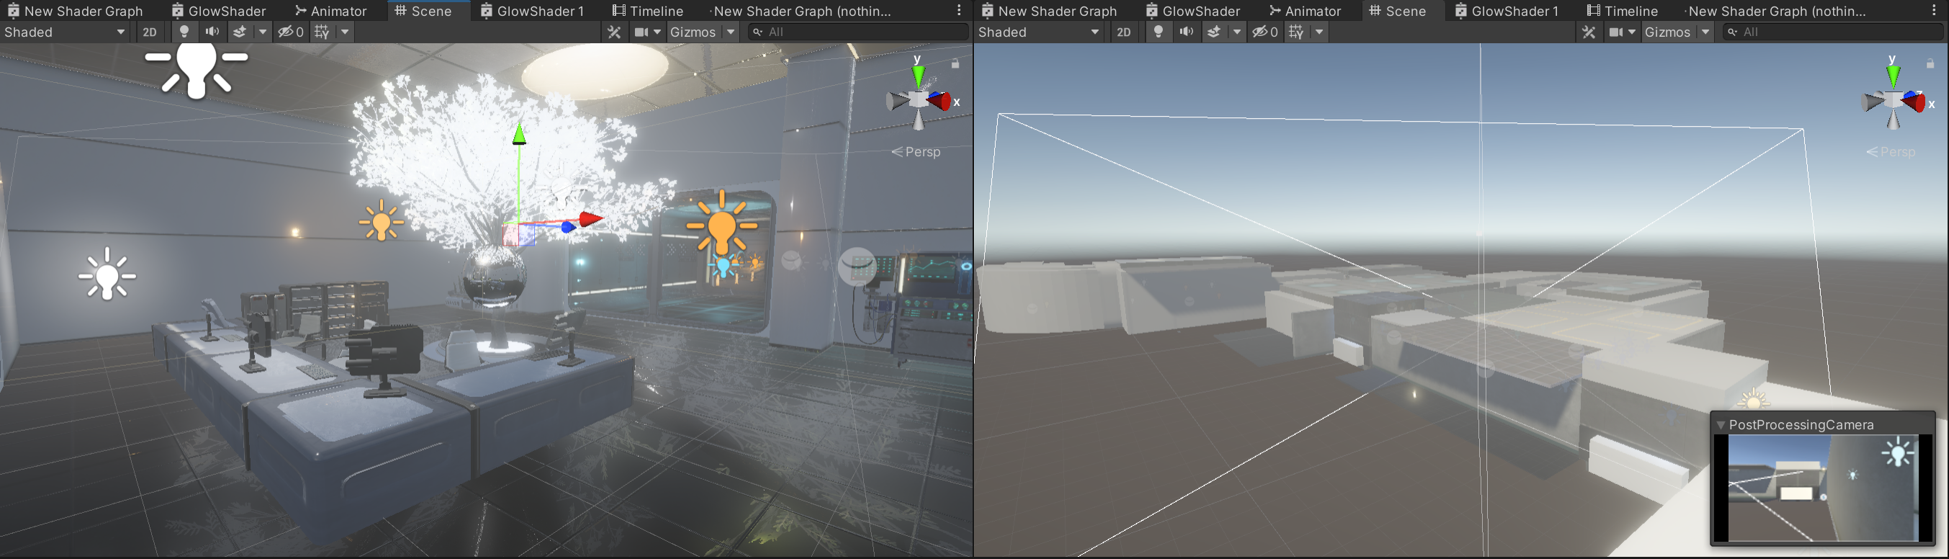 New Shader Graph GlowShader Animator Scene GlowShader 1 Timeline ·New Shader Graph (nothin...
Shaded 2D 0 Gizmos All
y
x
Persp
New Shader Graph GlowShader Animator Scene GlowShader 1 Timeline ·New Shader Graph (nothin...
Shaded 2D 0 Gizmos All
y
x
Persp
PostProcessingCamera